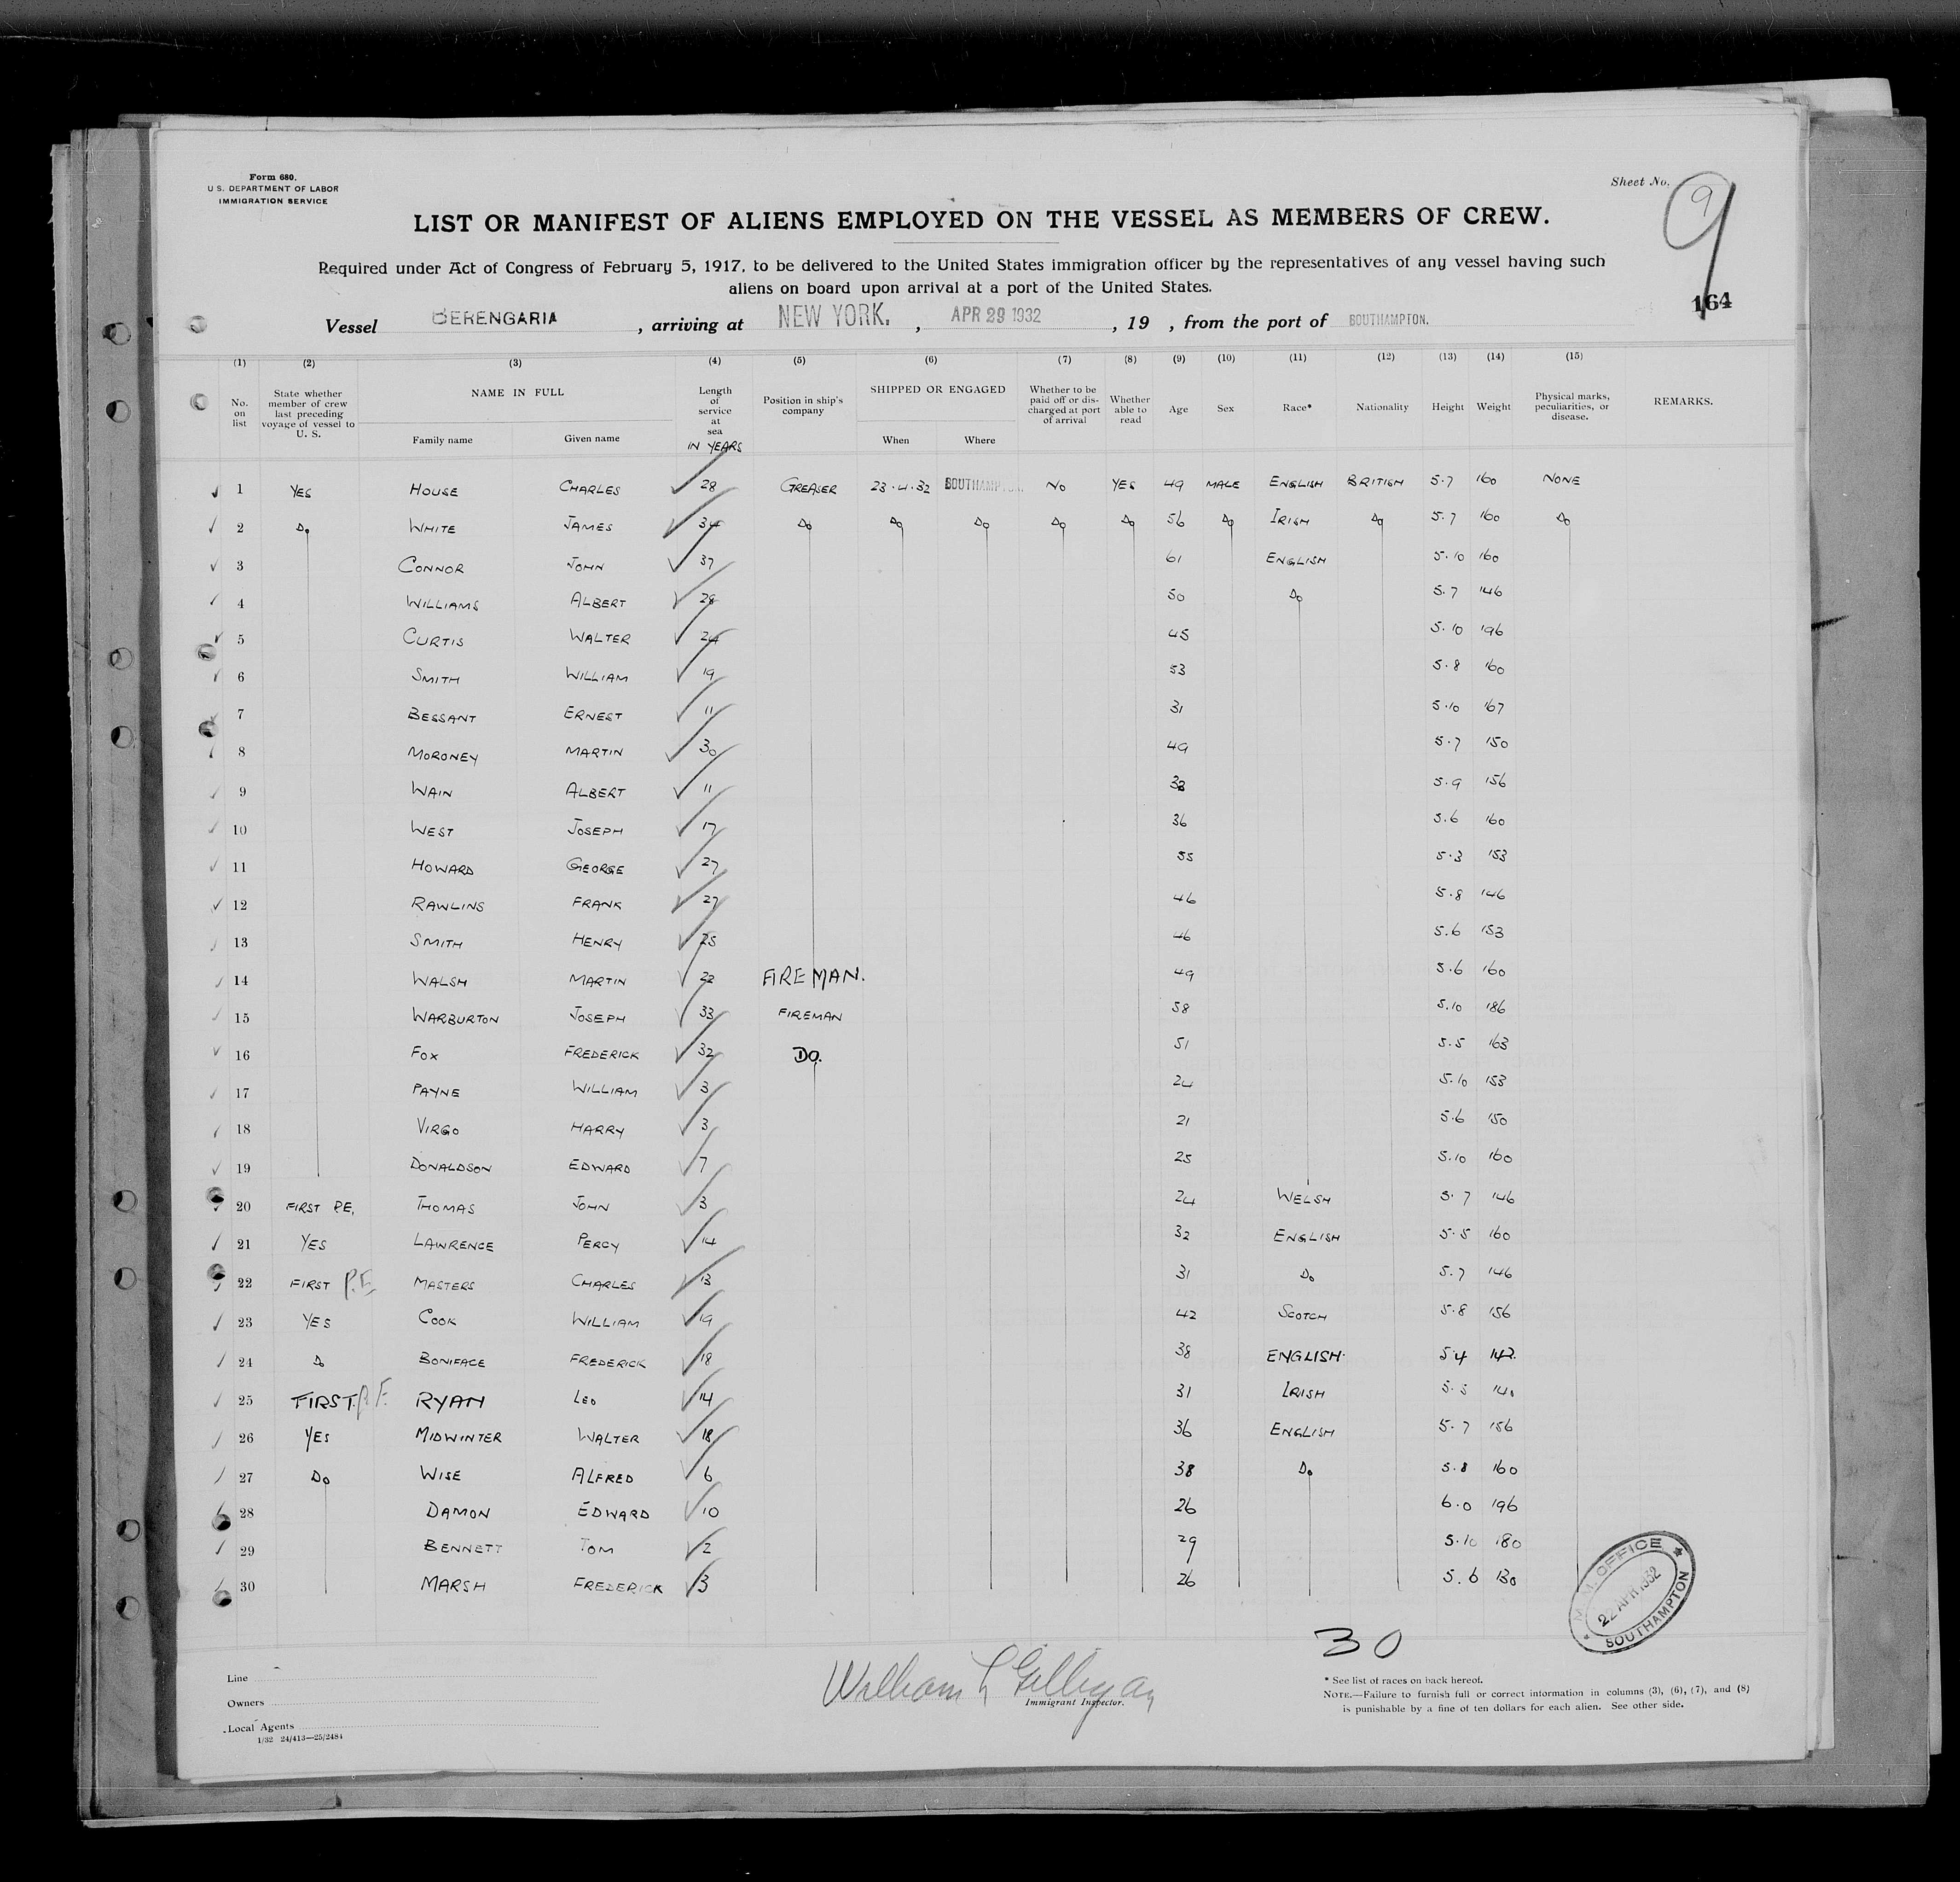 Form 680.
U.S. DEPARTMENT OF LABOR
IMMIGRATION SERVICE
Sheet No. 9
9
LIST OR MANIFEST OF ALIENS EMPLOYED ON THE VESSEL AS MEMBERS OF CREW.
Required under Act of Congress of February 5, 1917, to be delivered to the United States immigration officer by the representatives of any vessel having such
aliens on board upon arrival at a port of the United States.
164
Vessel BERENGARIA, arriving at NEW YORK., APR 29 1932, 19 , from the port of SOUTHAMPTON.
(1) (2) (3) (4) (5) (6) (7) (8) (9) (10) (11) (12) (13) (14) (15)
No. on list State whether member of crew last preceding voyage of vessel to U. S. NAME IN FULL Family name Given name Length of service at sea IN YEARS Position in ship's company SHIPPED OR ENGAGED When Where Whether to be paid off or discharged at port of arrival Whether able to read Age Sex Race* Nationality Height Weight Physical marks, peculiarities, or disease. REMARKS.
1 YES HOUSE CHARLES 28 GREASER 23.4.32 SOUTHAMPTON. NO YES 49 MALE ENGLISH BRITISH 5.7 160 NONE
2 Do WHITE JAMES 34 Do Do Do Do Do 56 Do IRISH Do 5.7 160 Do
3 CONNOR JOHN 37 61 ENGLISH 5.10 160
4 WILLIAMS ALBERT 28 50 Do 5.7 146
5 CURTIS WALTER 24 45 5.10 196
6 SMITH WILLIAM 19 53 5.8 160
7 BESSANT ERNEST 11 31 5.10 167
8 MORONEY MARTIN 30 49 5.7 150
9 WAIN ALBERT 11 5.9 156
10 WEST JOSEPH 17 36 5.6 160
11 HOWARD GEORGE 27 55 5.3 153
12 RAWLINS FRANK 27 46 5.8 146
13 SMITH HENRY 25 46 5.6 153
14 WALSH MARTIN 22 FIREMAN. 49 5.6 160
15 WARBURTON JOSEPH 33 FIREMAN 58 5.10 186
16 FOX FREDERICK 32 DO. 51 5.5 163
17 PAYNE WILLIAM 3 24 5.10 153
18 VIRGO HARRY 3 21 5.6 150
19 DONALDSON EDWARD 7 25 5.10 160
20 FIRST P.E. THOMAS JOHN 3 24 WELSH 5.7 146
21 YES LAWRENCE PERCY 14 32 ENGLISH 5.5 160
22 FIRST P.E MASTERS CHARLES 13 31 Do 5.7 146
23 YES COOK WILLIAM 19 42 SCOTCH 5.8 156
24 Do BONIFACE FREDERICK 18 38 ENGLISH. 5.4 142.
25 FIRST. P.E. RYAN LEO 14 31 IRISH 5.5 140
26 YES MIDWINTER WALTER 18 36 ENGLISH 5.7 156
27 Do WISE ALFRED 6 38 Do 5.8 160
28 DAMON EDWARD 10 26 6.0 196
29 BENNETT TOM 2 29 5.10 180
30 MARSH FREDERICK 3 26 5.6 130
M.M. OFFICE
22 APR 1932
SOUTHAMPTON
30
Line
Owners
Local Agents
1/32 24/413—25/2484
William L Gilligan
Immigrant Inspector.
* See list of races on back hereof.
NOTE.—Failure to furnish full or correct information in columns (3), (6), (7), and (8)
is punishable by a fine of ten dollars for each alien. See other side.